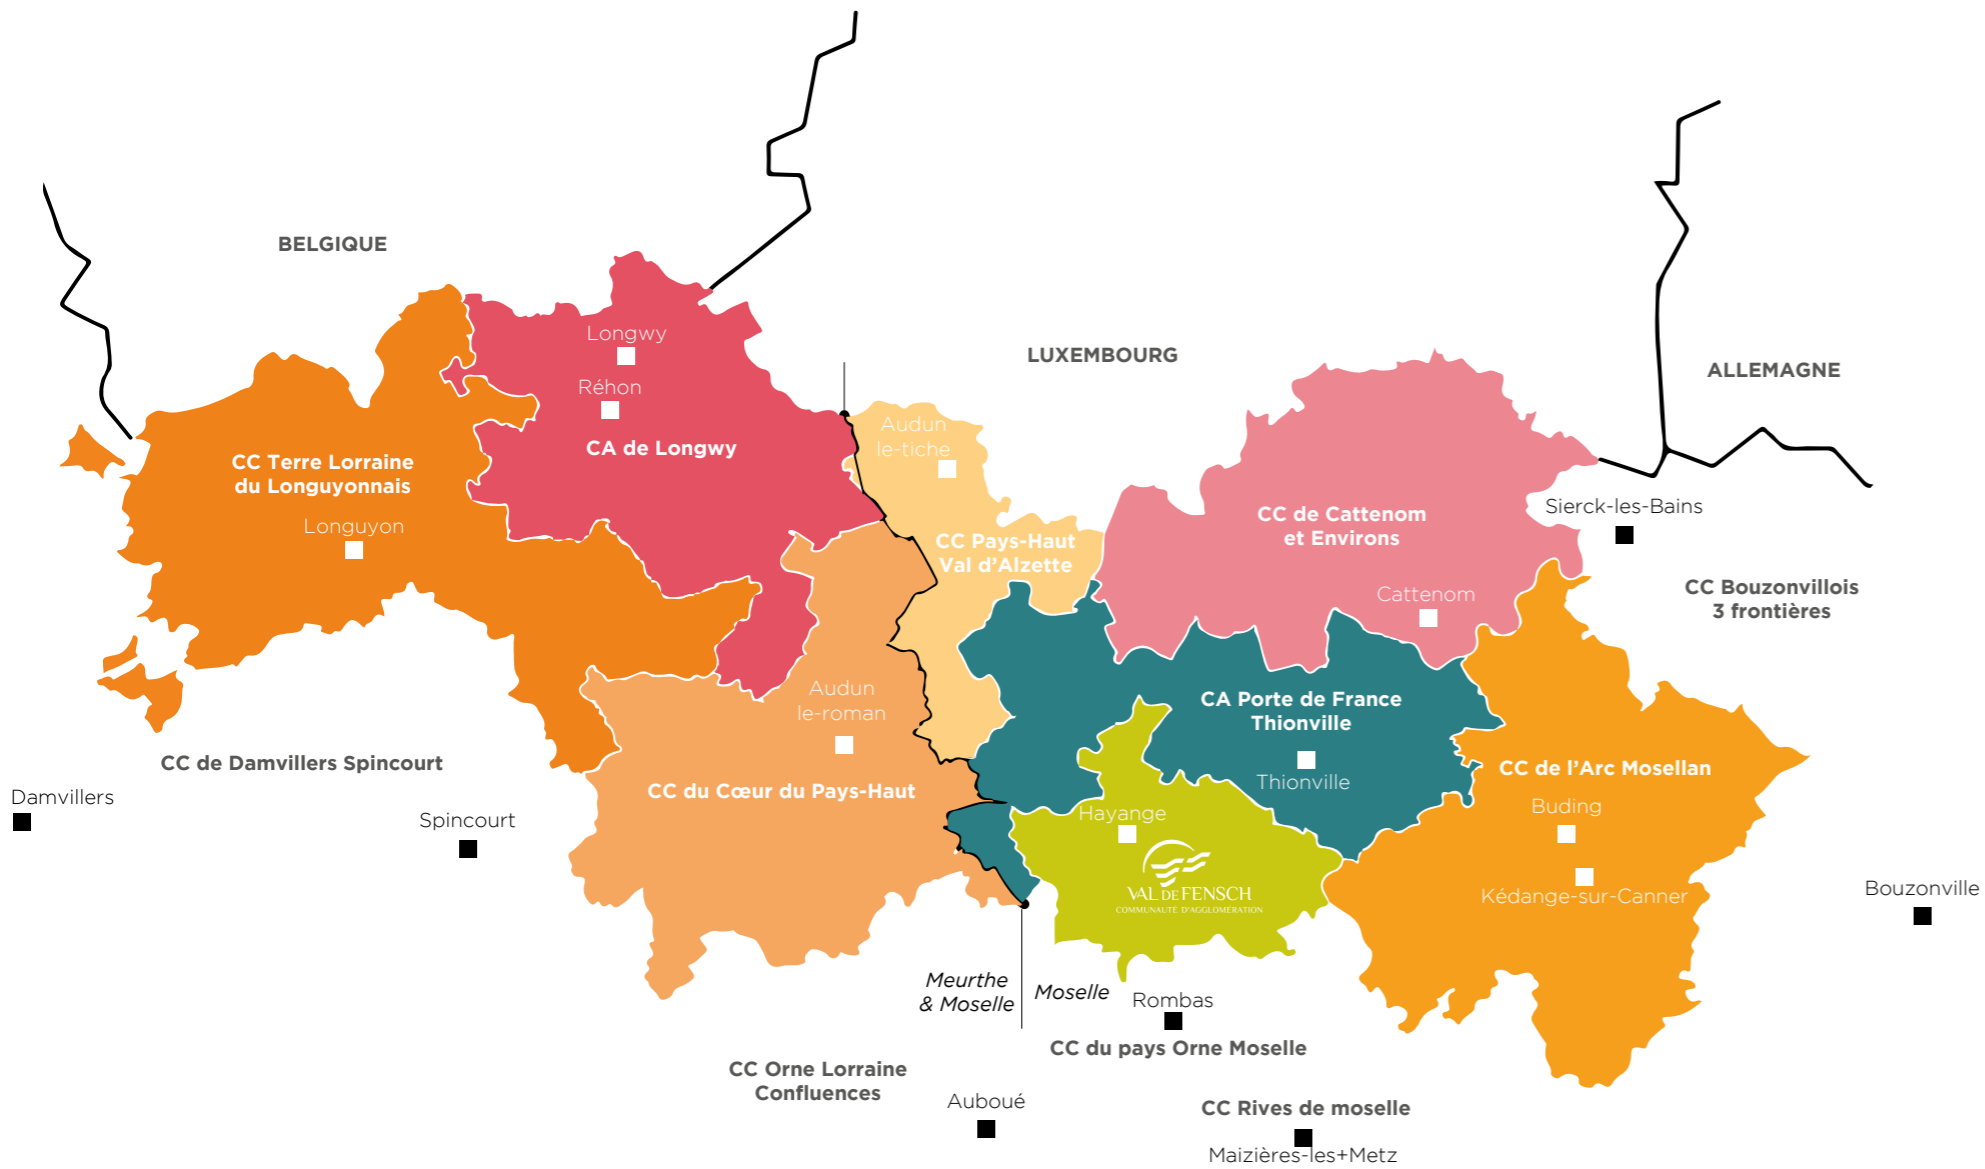 BELGIQUE
LUXEMBOURG
ALLEMAGNE
Longwy
Réhon
CA de Longwy
Audun
le-tiche
CC Terre Lorraine
du Longuyonnais
Longuyon
CC Pays-Haut
Val d'Alzette
CC de Cattenom
et Environs
Cattenom
Sierck-les-Bains
CC Bouzonvillois
3 frontières
Audun
le-roman
CC du Cœur du Pays-Haut
CA Porte de France
Thionville
Thionville
CC de l'Arc Mosellan
Buding
Kédange-sur-Canner
CC de Damvillers Spincourt
Damvillers
Spincourt
Hayange
VAL DE FENSCH
COMMUNAUTÉ D'AGGLOMÉRATION
Bouzonville
Meurthe
& Moselle
Moselle
Rombas
CC du pays Orne Moselle
CC Orne Lorraine
Confluences
Auboué
CC Rives de moselle
Maizières-les+Metz